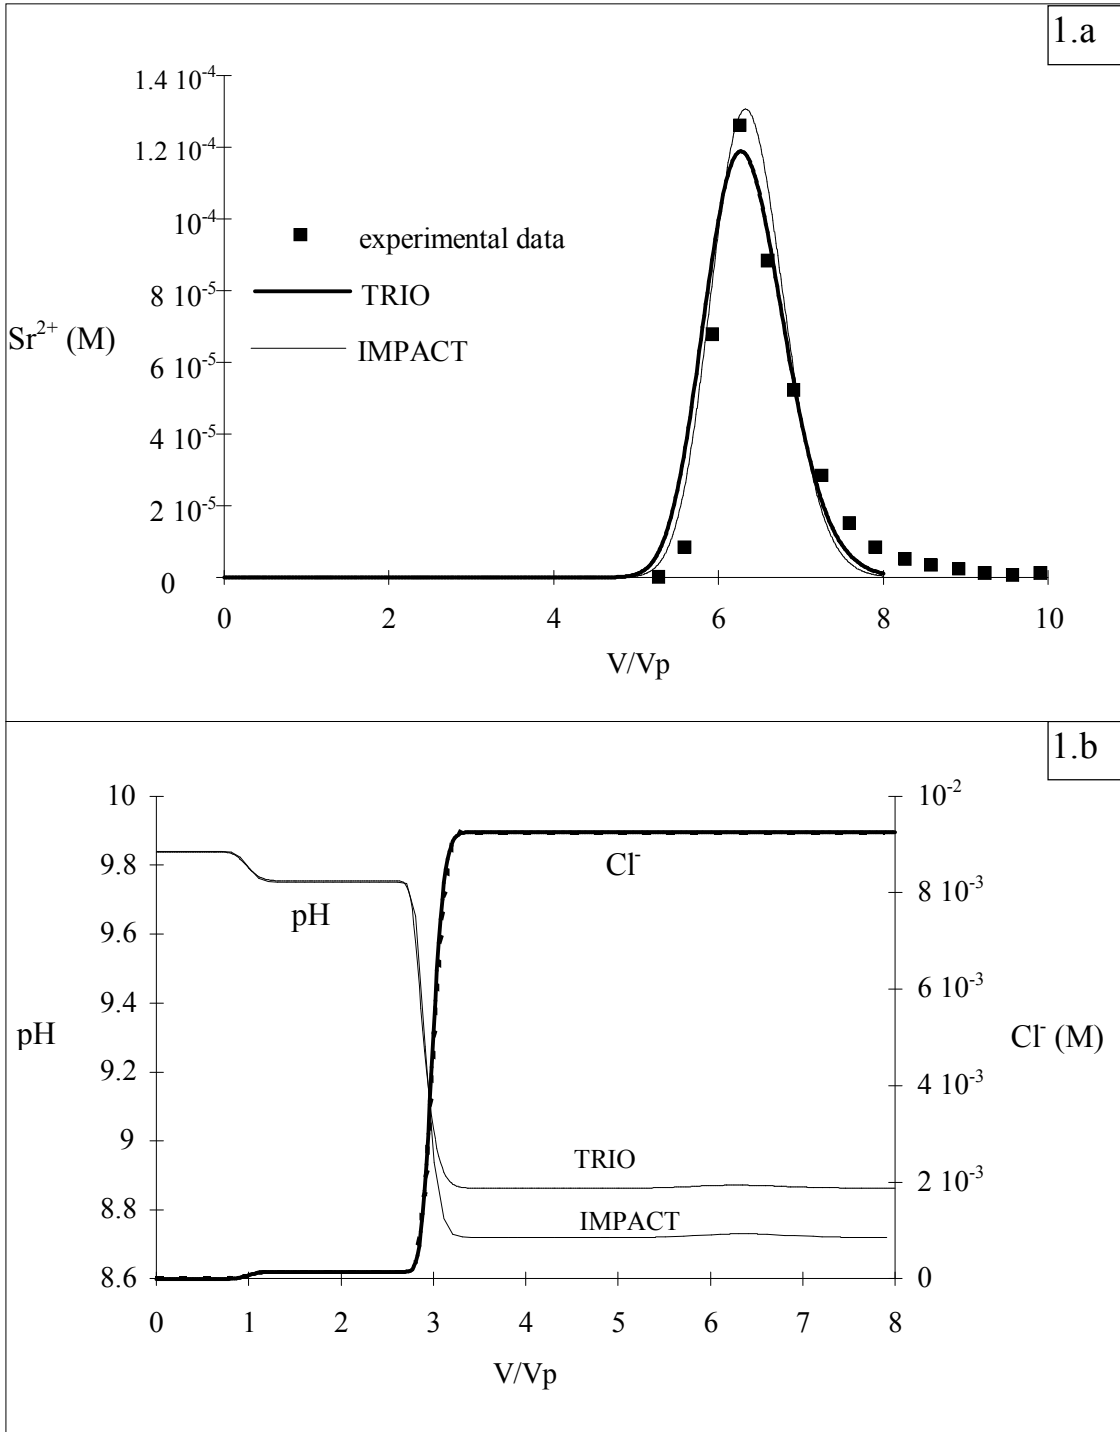 1.a
1.4 10-4
1.2 10-4
10-4
8 10-5
6 10-5
4 10-5
2 10-5
0
Sr2+ (M)
experimental data
TRIO
IMPACT
0 2 4 6 8 10
V/Vp
1.b
10
9.8
9.6
9.4
9.2
9
8.8
8.6
pH
pH
Cl-
TRIO
IMPACT
10-2
8 10-3
6 10-3
4 10-3
2 10-3
0
Cl- (M)
0 1 2 3 4 5 6 7 8
V/Vp